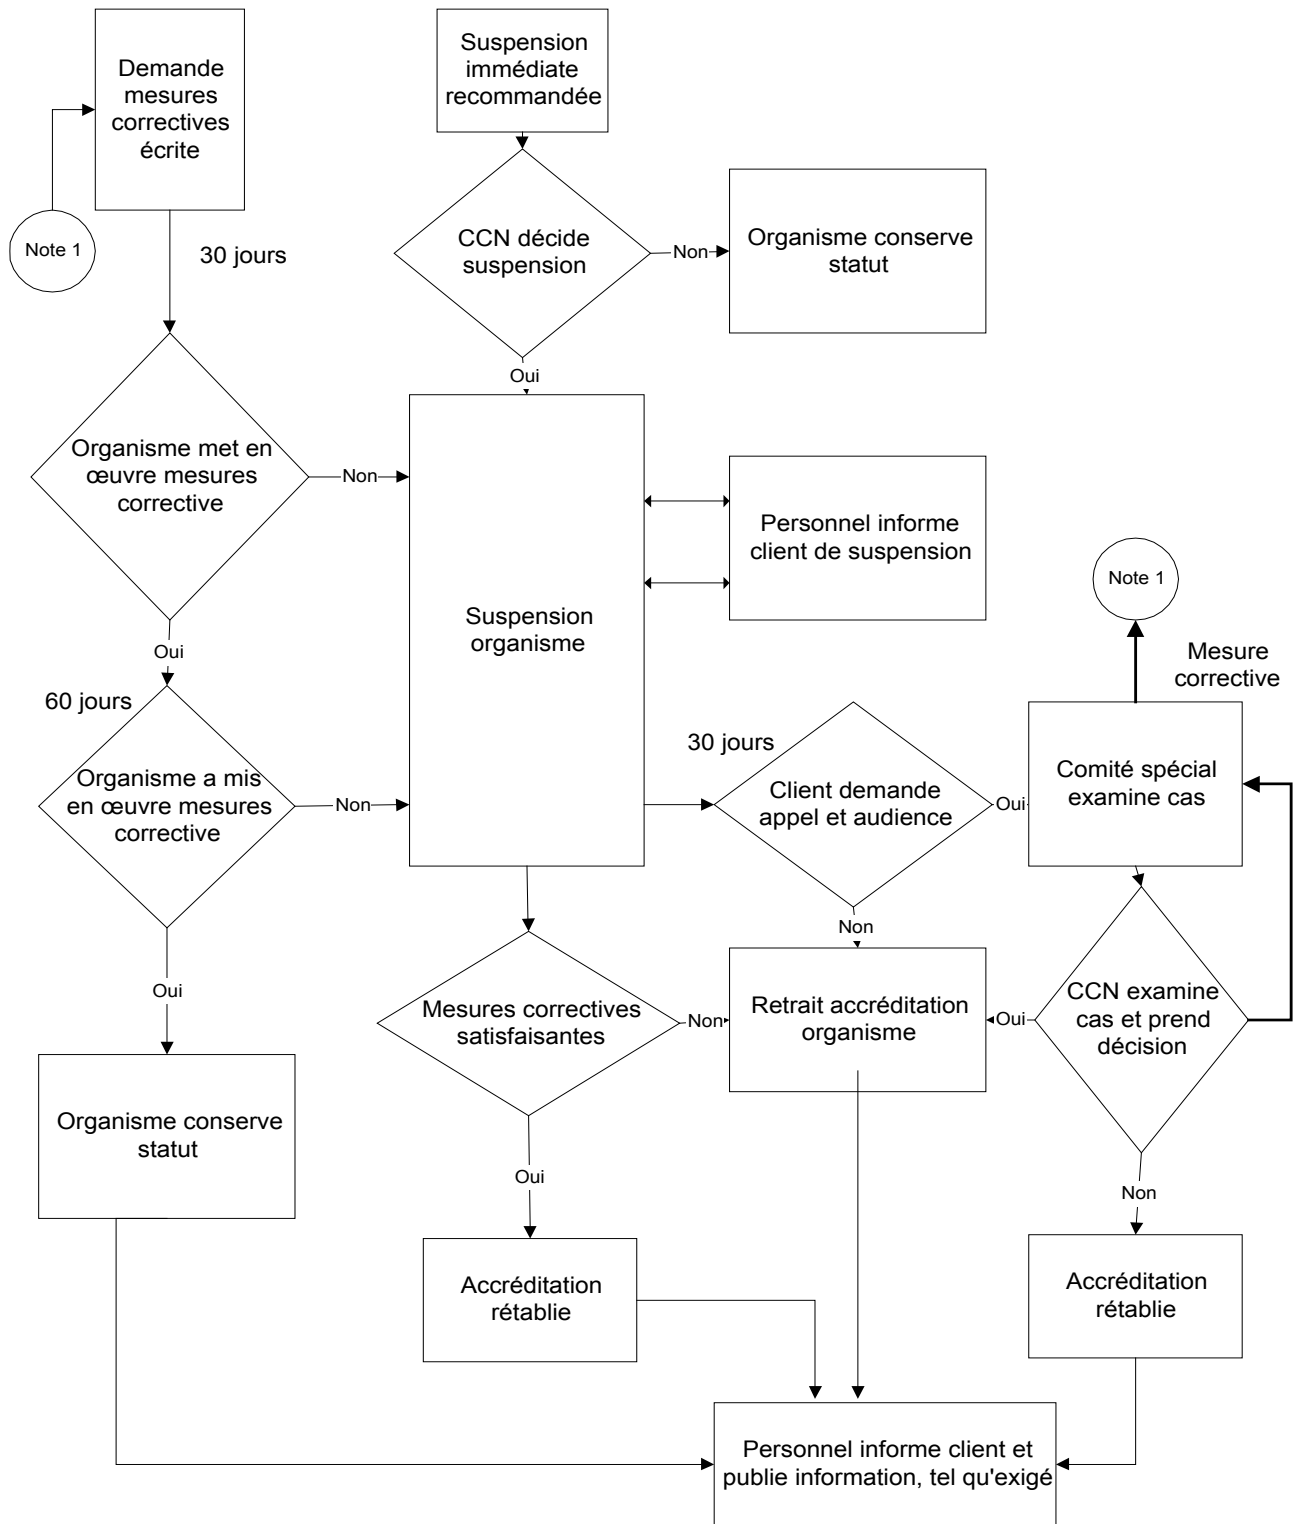 Demande
mesures
correctives
écrite
Suspension
immédiate
recommandée
Note 1
30 jours
CCN décide
suspension
Non
Organisme conserve
statut
Oui
Organisme met en
œuvre mesures
corrective
Non
Personnel informe
client de suspension
Suspension
organisme
Note 1
Oui
Mesure
corrective
60 jours
30 jours
Organisme a mis
en œuvre mesures
corrective
Non
Client demande
appel et audience
Oui
Comité spécial
examine cas
Non
Oui
Mesures correctives
satisfaisantes
Non
Retrait accréditation
organisme
Oui
CCN examine
cas et prend
décision
Organisme conserve
statut
Oui
Non
Accréditation
rétablie
Accréditation
rétablie
Personnel informe client et
publie information, tel qu'exigé